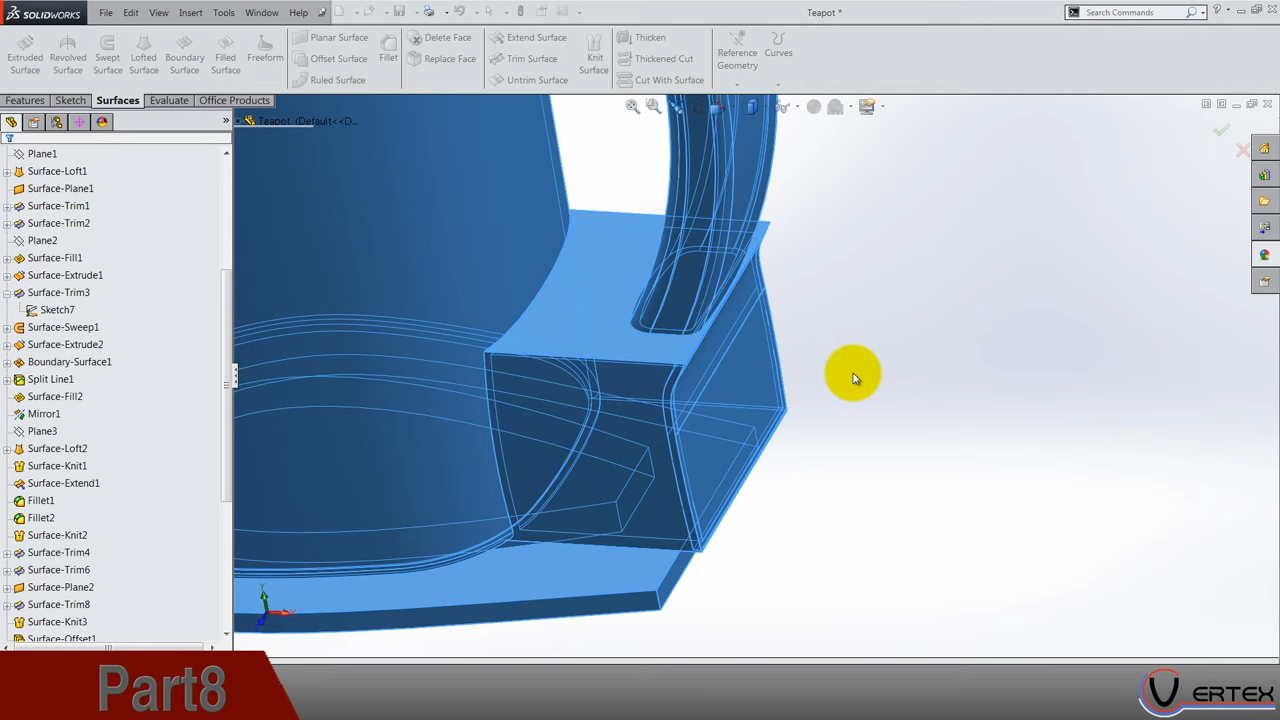 SOLIDWORKS File Edit View Insert Tools Window Help Teapot * Search Commands
Extruded Surface Revolved Surface Swept Surface Lofted Surface Boundary Surface Filled Surface Freeform
Planar Surface
Offset Surface
Ruled Surface
Fillet
Delete Face
Replace Face
Extend Surface
Trim Surface
Untrim Surface
Knit Surface
Thicken
Thickened Cut
Cut With Surface
Reference Geometry
Curves
Features Sketch Surfaces Evaluate Office Products
Teapot (Default<<D...
Plane1
Surface-Loft1
Surface-Plane1
Surface-Trim1
Surface-Trim2
Plane2
Surface-Fill1
Surface-Extrude1
Surface-Trim3
Sketch7
Surface-Sweep1
Surface-Extrude2
Boundary-Surface1
Split Line1
Surface-Fill2
Mirror1
Plane3
Surface-Loft2
Surface-Knit1
Surface-Extend1
Fillet1
Fillet2
Surface-Knit2
Surface-Trim4
Surface-Trim6
Surface-Plane2
Surface-Trim8
Surface-Knit3
Surface-Offset1
Y
X
Part8
VERTEX